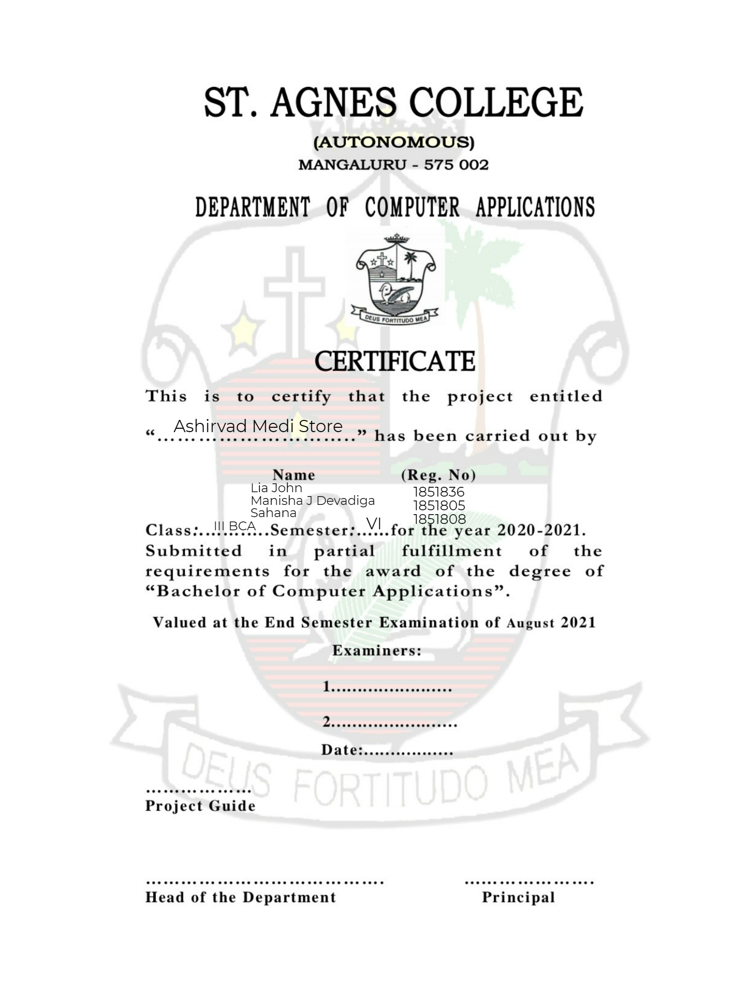 ST. AGNES COLLEGE
(AUTONOMOUS)
MANGALURU - 575 002
DEPARTMENT OF COMPUTER APPLICATIONS
DEUS FORTITUDO MEA
CERTIFICATE
This is to certify that the project entitled
“...Ashirvad Medi Store...” has been carried out by
Name (Reg. No)
Lia John 1851836
Manisha J Devadiga 1851805
Sahana 1851808
Class:...III BCA...Semester:...VI...for the year 2020-2021.
Submitted in partial fulfillment of the
requirements for the award of the degree of
“Bachelor of Computer Applications”.
Valued at the End Semester Examination of August 2021
Examiners:
1.......................
2........................
Date:.................
DEUS FORTITUDO MEA
..................
Project Guide
........................................ ......................
Head of the Department Principal